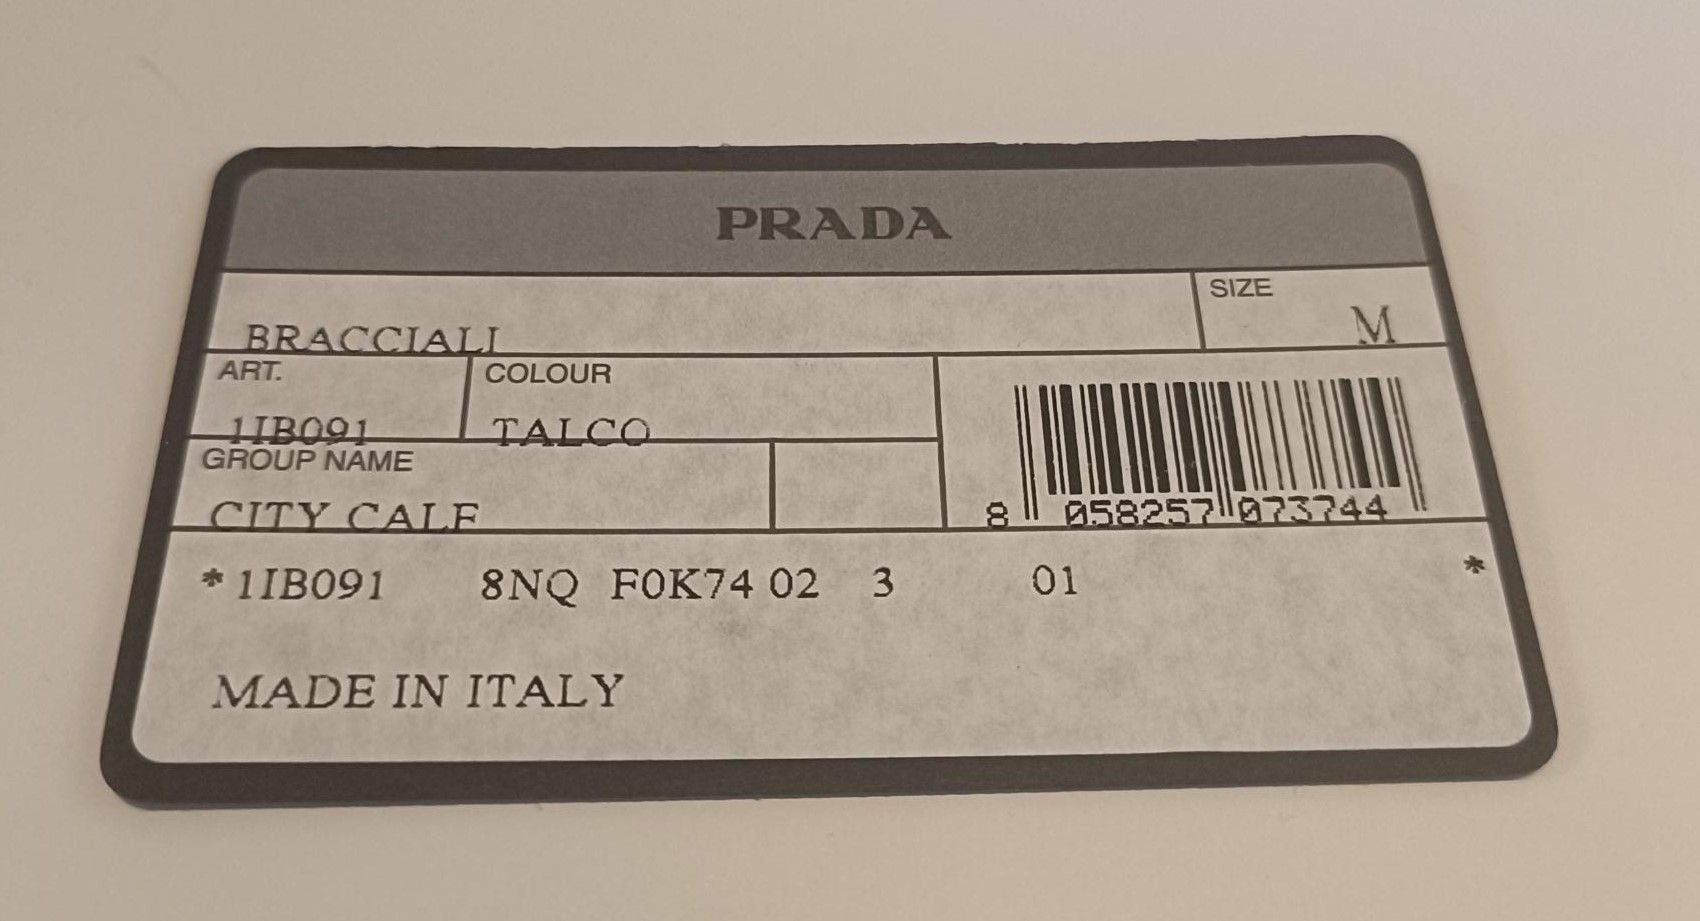 PRADA
SIZE
BRACCIALI
M
ART.
COLOUR
1IB091
TALCO
GROUP NAME
CITY CALF
8 058257 073744
*1IB091 8NQ F0K74 02 3 01 *
MADE IN ITALY